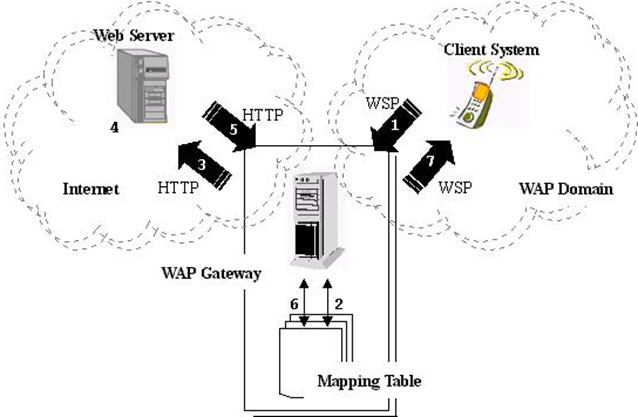 Web Server
Client System
4
5
HTTP
WSP
1
3
HTTP
7
WSP
Internet
WAP Domain
WAP Gateway
6
2
Mapping Table